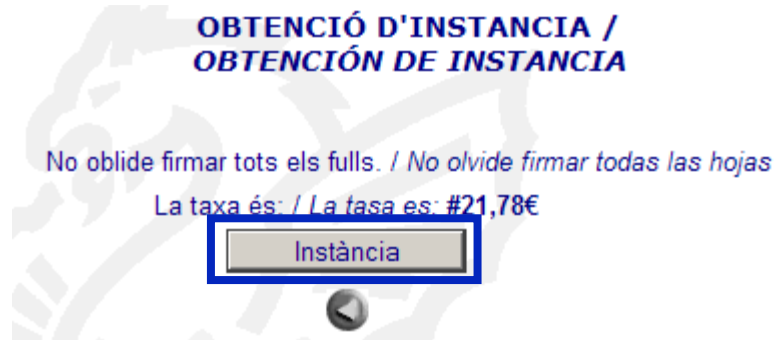 OBTENCIÓ D'INSTANCIA /
OBTENCIÓN DE INSTANCIA
No oblide firmar tots els fulls. / No olvide firmar todas las hojas
La taxa és: / La tasa es: #21,78€
Instància